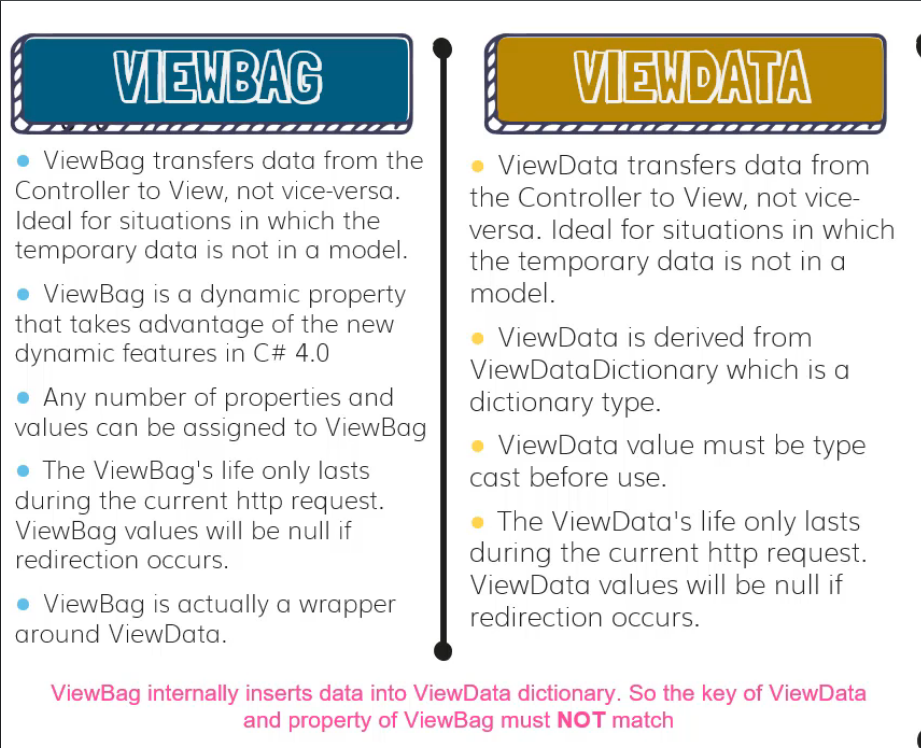 VIEWBAG
● ViewBag transfers data from the
Controller to View, not vice-versa.
Ideal for situations in which the
temporary data is not in a model.
● ViewBag is a dynamic property
that takes advantage of the new
dynamic features in C# 4.0
● Any number of properties and
values can be assigned to ViewBag
● The ViewBag's life only lasts
during the current http request.
ViewBag values will be null if
redirection occurs.
● ViewBag is actually a wrapper
around ViewData.
VIEWDATA
● ViewData transfers data from
the Controller to View, not vice-
versa. Ideal for situations in which
the temporary data is not in a
model.
● ViewData is derived from
ViewDataDictionary which is a
dictionary type.
● ViewData value must be type
cast before use.
● The ViewData's life only lasts
during the current http request.
ViewData values will be null if
redirection occurs.
ViewBag internally inserts data into ViewData dictionary. So the key of ViewData
and property of ViewBag must NOT match